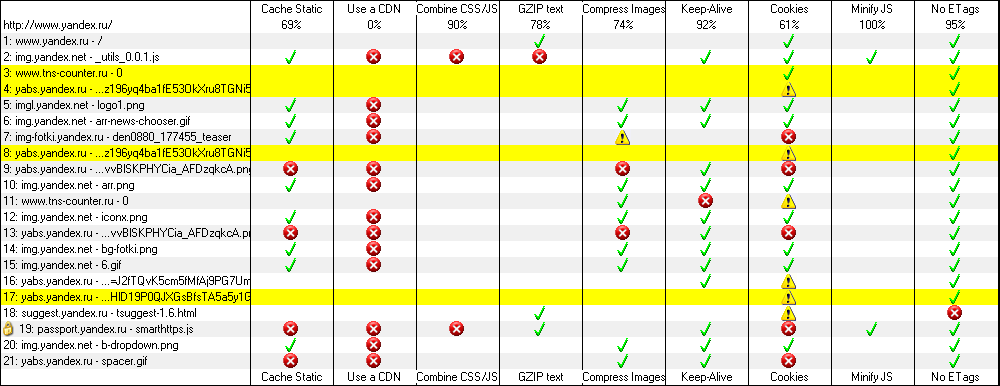 Cache Static Use a CDN Combine CSS/JS GZIP text Compress Images Keep-Alive Cookies Minify JS No ETags
http://www.yandex.ru/ 69% 0% 90% 78% 74% 92% 61% 100% 95%
1: www.yandex.ru - /
2: img.yandex.net - _utils_0.0.1.js
3: www.tns-counter.ru - 0
4: yabs.yandex.ru - ...z196yq4ba1fE53OkXru8TGNi5
5: imgl.yandex.net - logo1.png
6: img.yandex.net - arr-news-chooser.gif
7: img-fotki.yandex.ru - den0880_177455_teaser
8: yabs.yandex.ru - ...z196yq4ba1fE53OkXru8TGNi5
9: yabs.yandex.ru - ...vvBISKPHYCia_AFDzqkcA.png
10: img.yandex.net - arr.png
11: www.tns-counter.ru - 0
12: img.yandex.net - iconx.png
13: yabs.yandex.ru - ...vvBISKPHYCia_AFDzqkcA.png
14: img.yandex.net - bg-fotki.png
15: img.yandex.net - 6.gif
16: yabs.yandex.ru - ...=J2fTQvK5cm5fMfAj9PG7Um
17: yabs.yandex.ru - ...HID19P0QJXGsBfsTA5a5y1G
18: suggest.yandex.ru - tsuggest-1.6.html
19: passport.yandex.ru - smarthttps.js
20: img.yandex.net - b-dropdown.png
21: yabs.yandex.ru - spacer.gif
Cache Static Use a CDN Combine CSS/JS GZIP text Compress Images Keep-Alive Cookies Minify JS No ETags